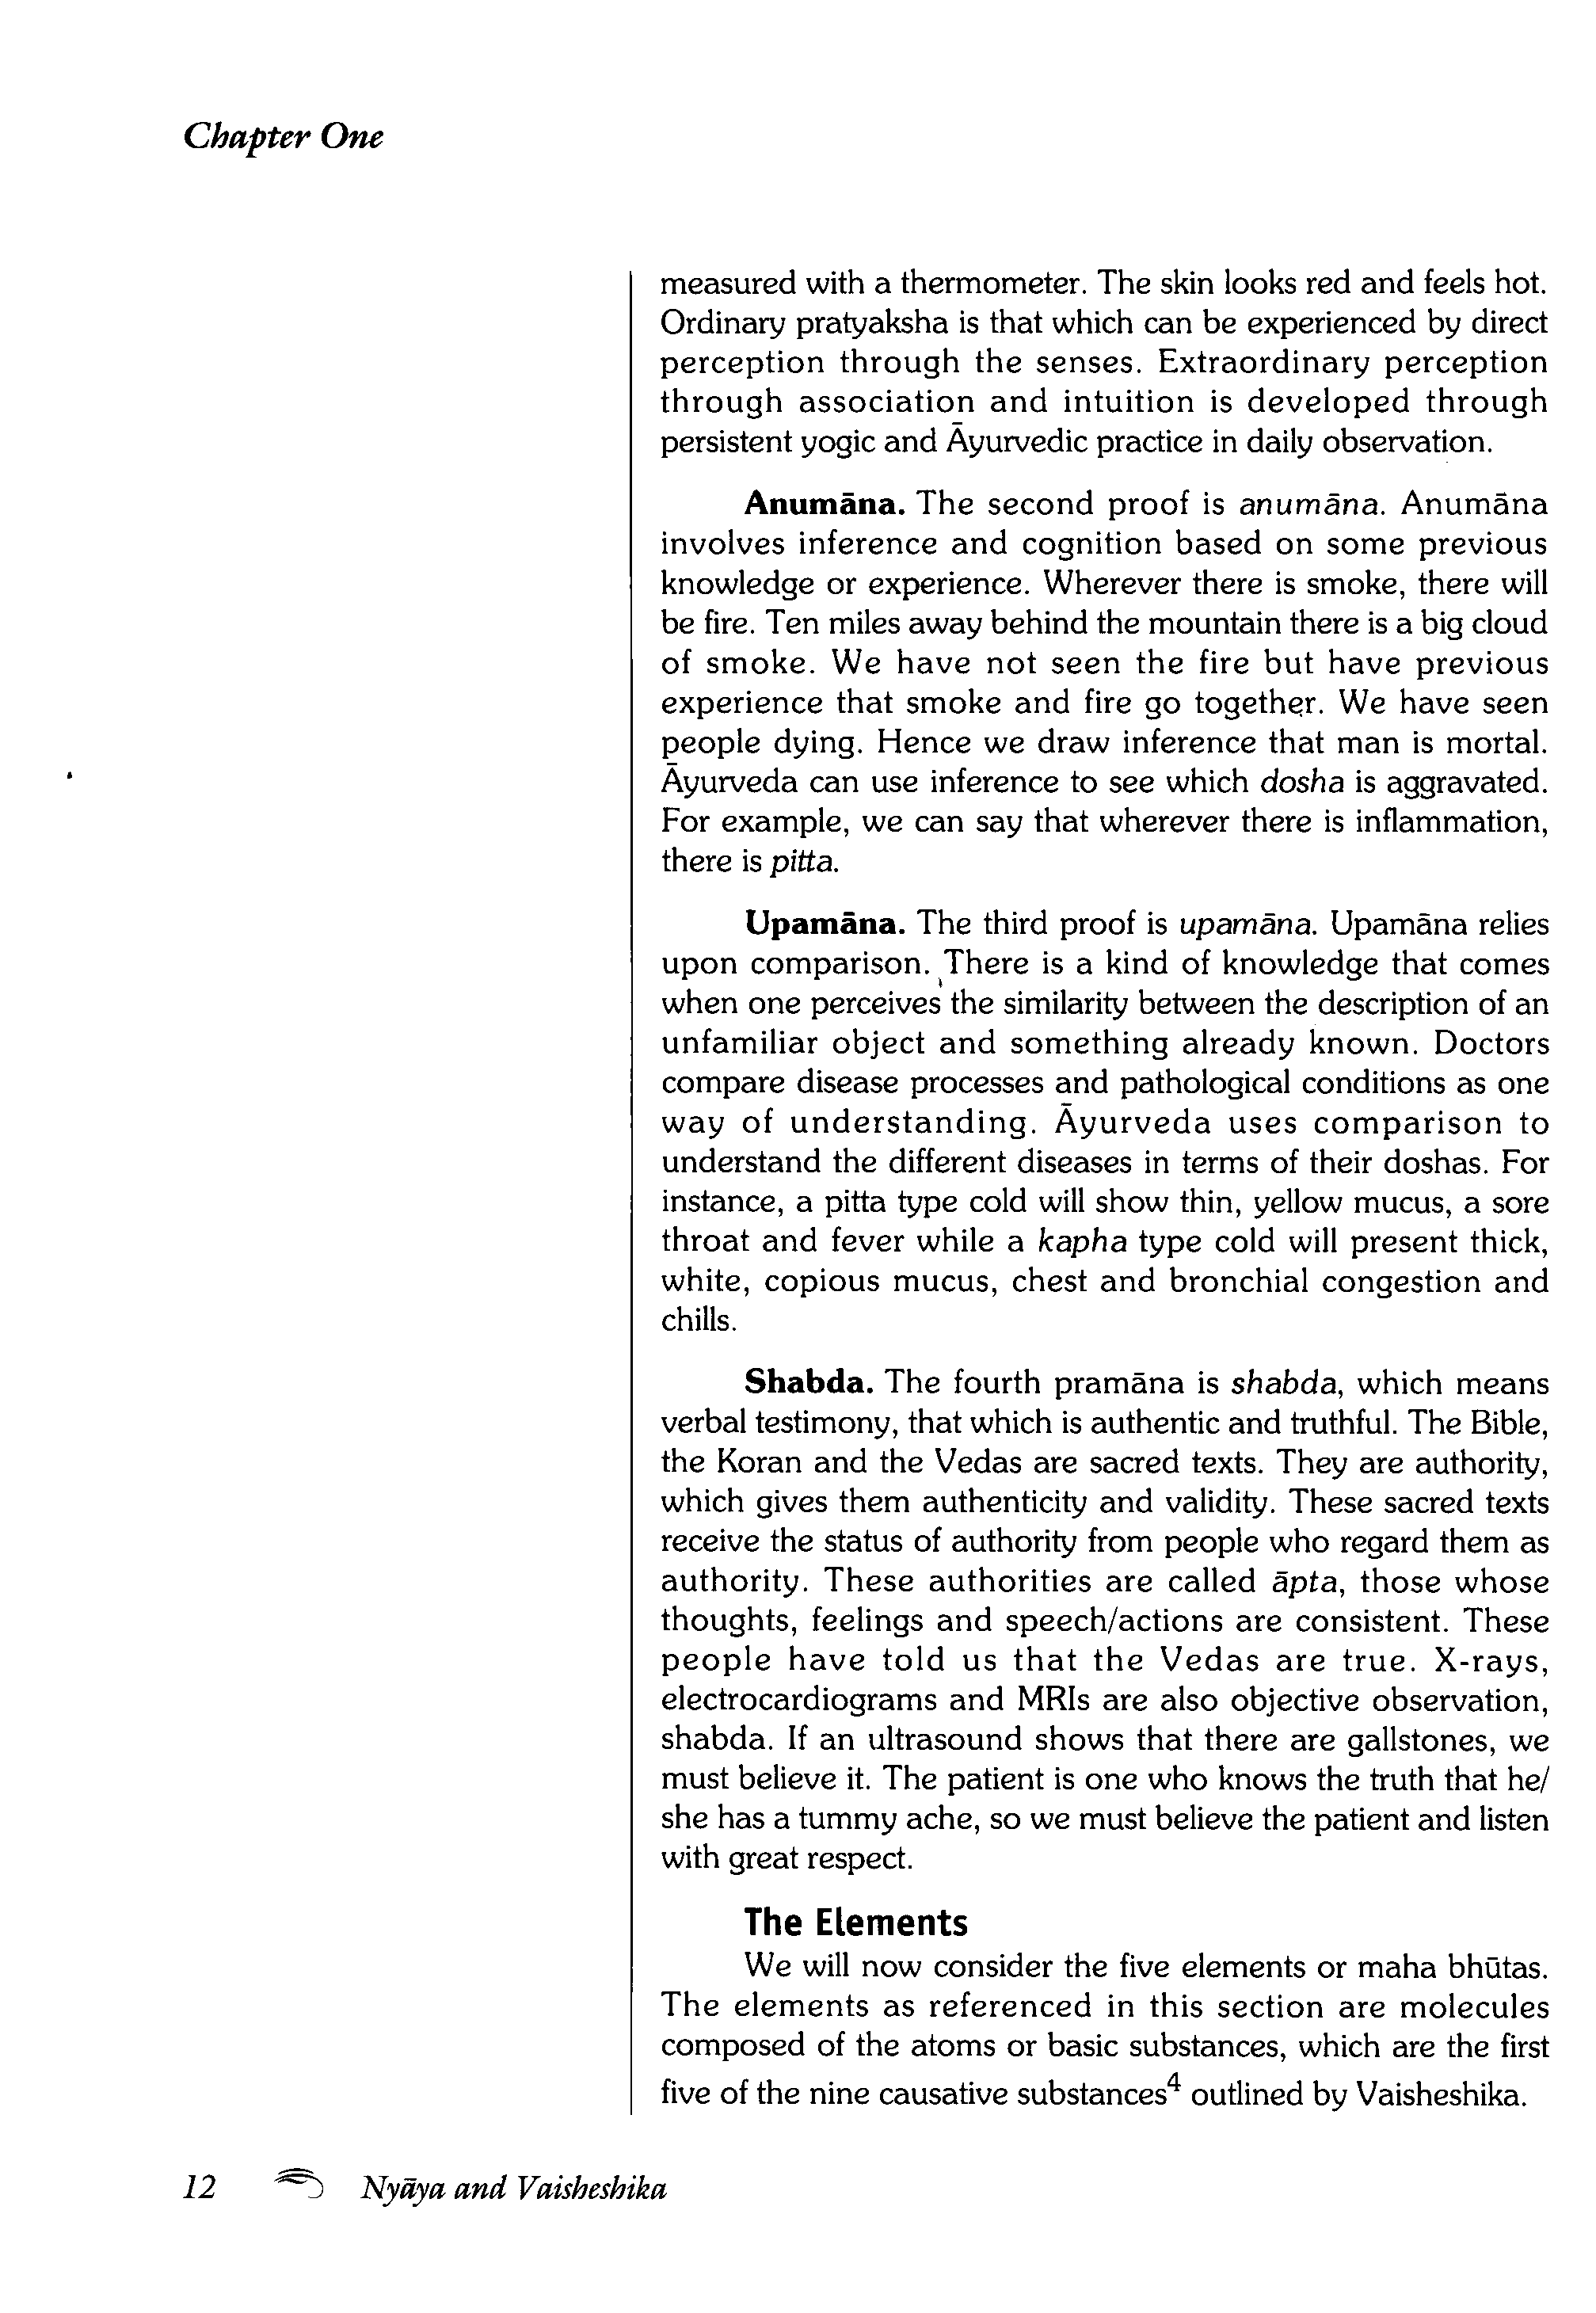 Chapter One
measured with a thermometer. The skin looks red and feels hot.
Ordinary pratyaksha is that which can be experienced by direct
perception through the senses. Extraordinary perception
through association and intuition is developed through
persistent yogic and Āyurvedic practice in daily observation.
Anumāna. The second proof is anumāna. Anumāna
involves inference and cognition based on some previous
knowledge or experience. Wherever there is smoke, there will
be fire. Ten miles away behind the mountain there is a big cloud
of smoke. We have not seen the fire but have previous
experience that smoke and fire go together. We have seen
people dying. Hence we draw inference that man is mortal.
Āyurveda can use inference to see which dosha is aggravated.
For example, we can say that wherever there is inflammation,
there is pitta.
Upamāna. The third proof is upamāna. Upamāna relies
upon comparison. There is a kind of knowledge that comes
when one perceives the similarity between the description of an
unfamiliar object and something already known. Doctors
compare disease processes and pathological conditions as one
way of understanding. Āyurveda uses comparison to
understand the different diseases in terms of their doshas. For
instance, a pitta type cold will show thin, yellow mucus, a sore
throat and fever while a kapha type cold will present thick,
white, copious mucus, chest and bronchial congestion and
chills.
Shabda. The fourth pramāna is shabda, which means
verbal testimony, that which is authentic and truthful. The Bible,
the Koran and the Vedas are sacred texts. They are authority,
which gives them authenticity and validity. These sacred texts
receive the status of authority from people who regard them as
authority. These authorities are called āpta, those whose
thoughts, feelings and speech/actions are consistent. These
people have told us that the Vedas are true. X-rays,
electrocardiograms and MRIs are also objective observation,
shabda. If an ultrasound shows that there are gallstones, we
must believe it. The patient is one who knows the truth that he/
she has a tummy ache, so we must believe the patient and listen
with great respect.
The Elements
We will now consider the five elements or maha bhūtas.
The elements as referenced in this section are molecules
composed of the atoms or basic substances, which are the first
five of the nine causative substances4 outlined by Vaisheshika.
12 Nyāya and Vaisheshika